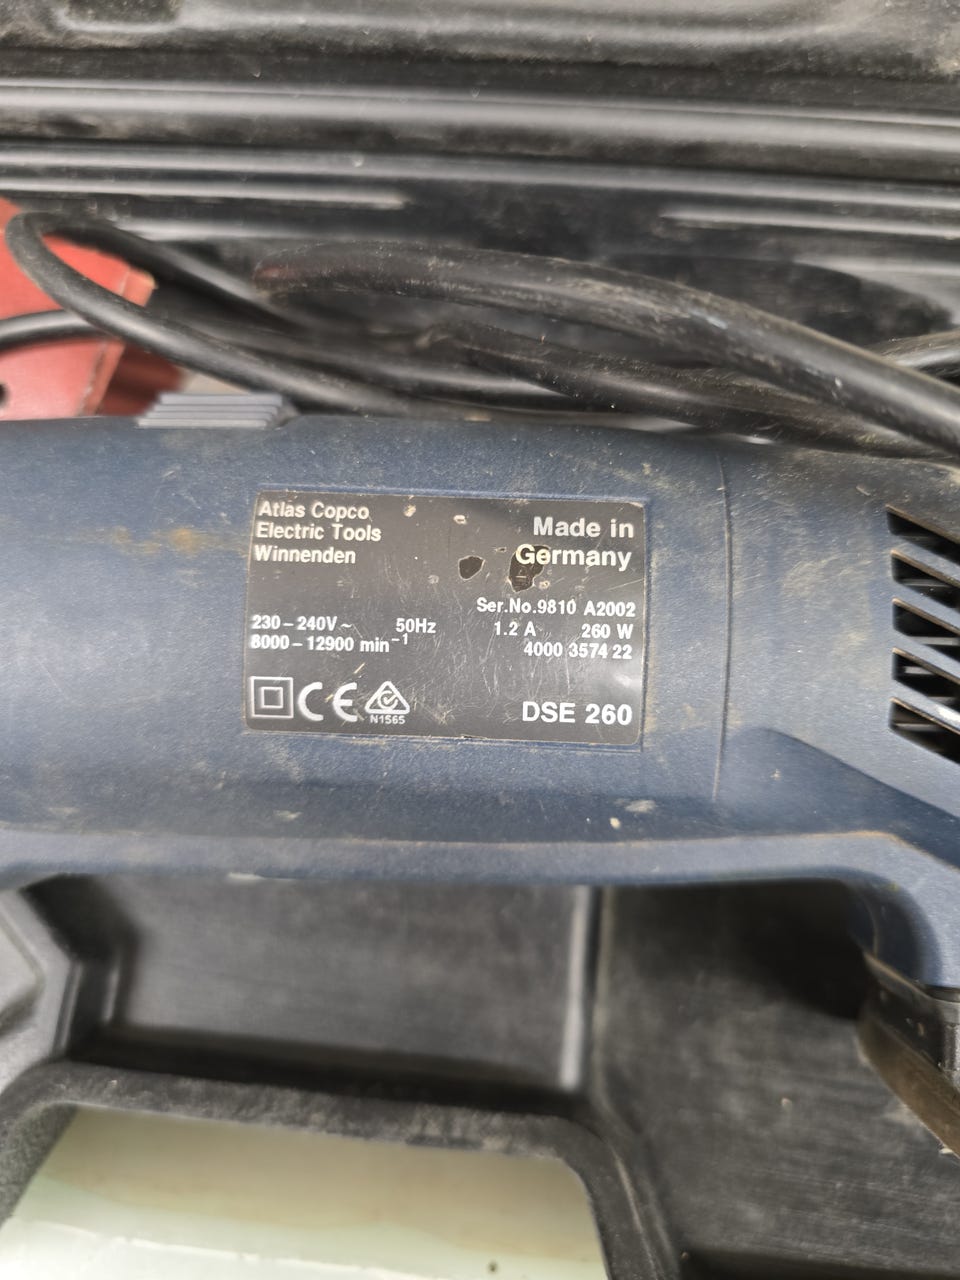 Atlas Copco
Electric Tools
Winnenden
Made in
Germany
Ser.No.9810 A2002
230-240V~ 50Hz 1.2 A 260 W
8000-12900 min⁻¹ 4000 3574 22
CE
N1565
DSE 260